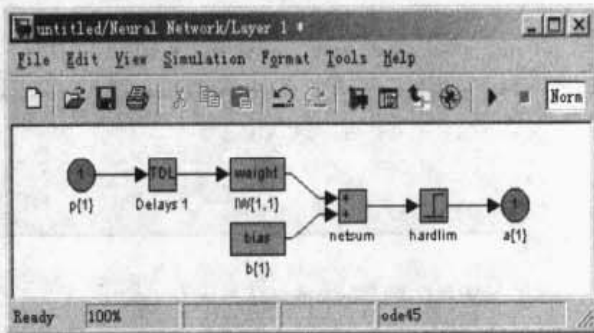 untitled/Neural Network/Layer 1 *
File Edit View Simulation Format Tools Help
Norm
1 TDL weight
p{1} Delays 1 IW{1,1}
+
+
1
bias netsum hardlim a{1}
b{1}
Ready 100% ode45